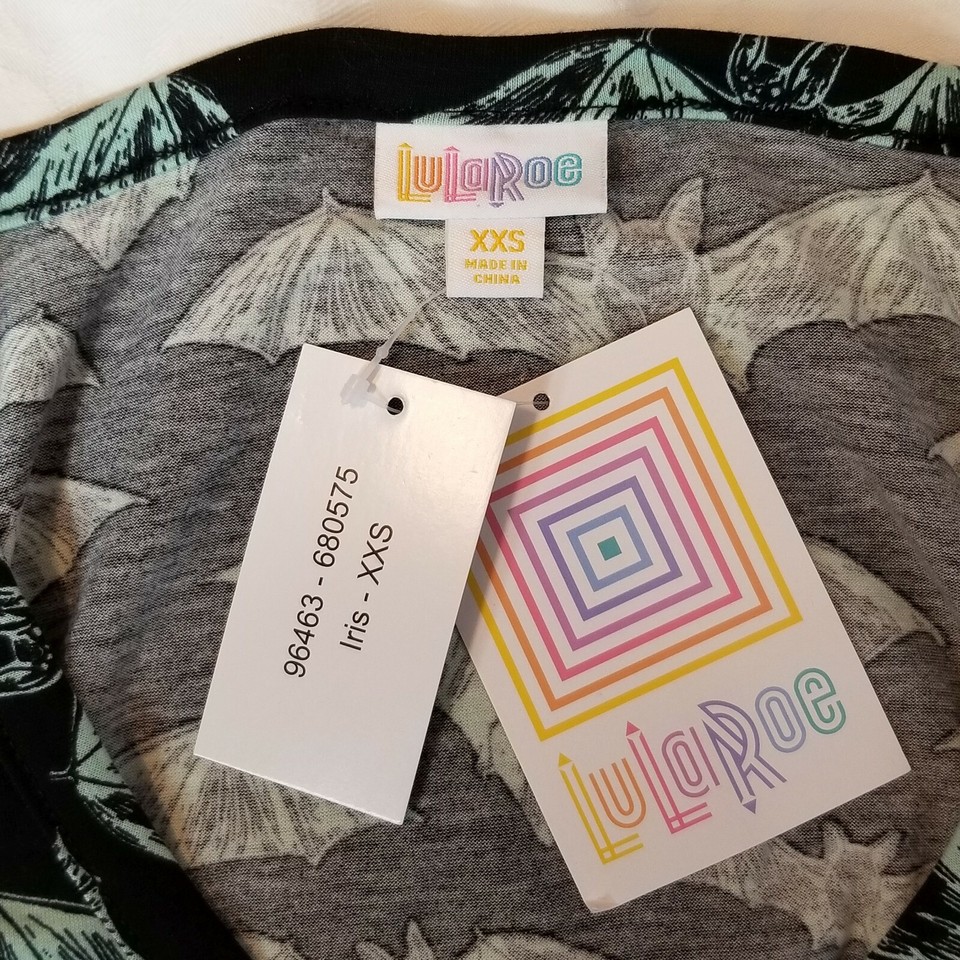 LuLaRoe
XXS
MADE IN
CHINA
96463 - 680575
Iris - XXS
LuLaRoe